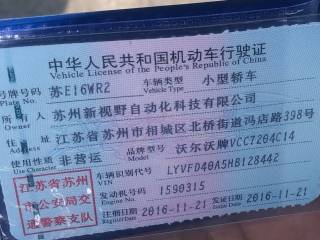 中华人民共和国机动车行驶证
Vehicle License of the People's Republic of China
号牌号码 苏E16WR2 车辆类型 小型轿车
Plate No. Vehicle Type
所有人 苏州新视野自动化科技有限公司
Owner
住址 江苏省苏州市相城区北桥街道冯店路398号
Address
使用性质 非营运 品牌型号 沃尔沃牌VCC7204C14
Use Character Model
江苏省苏州
市公安局交
通警察支队
车辆识别代号 LYVFD40A5HB128442
VIN
发动机号码 1590315
Engine No.
注册日期 2016-11-21 发证日期 2016-11-21
Register Date Issue Date